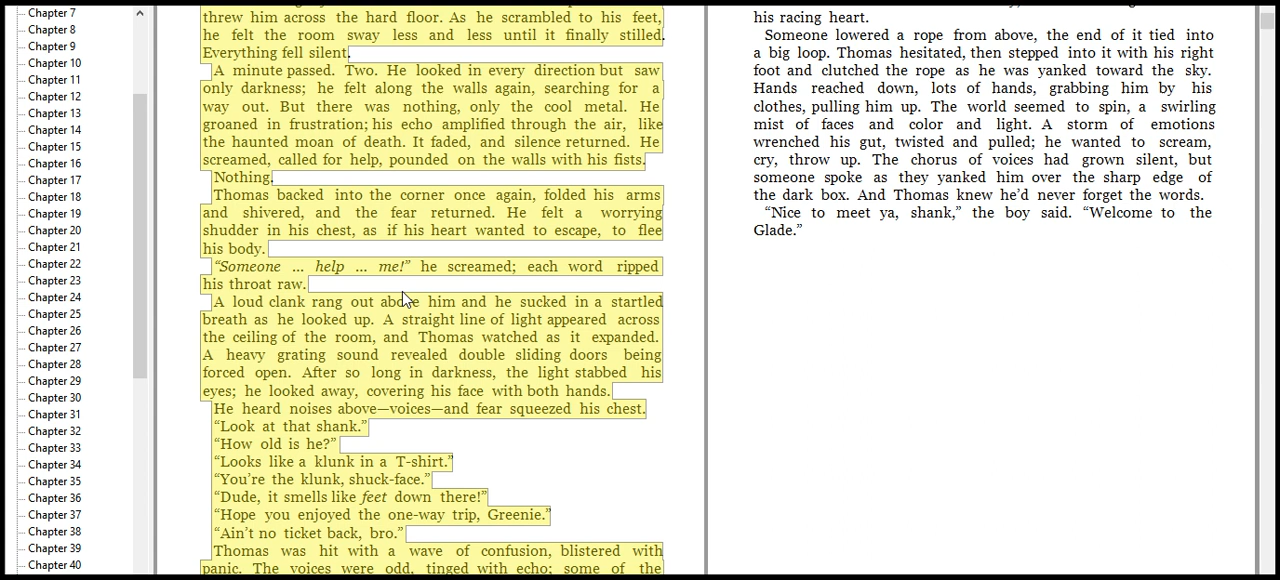 Chapter 7
Chapter 8
Chapter 9
Chapter 10
Chapter 11
Chapter 12
Chapter 13
Chapter 14
Chapter 15
Chapter 16
Chapter 17
Chapter 18
Chapter 19
Chapter 20
Chapter 21
Chapter 22
Chapter 23
Chapter 24
Chapter 25
Chapter 26
Chapter 27
Chapter 28
Chapter 29
Chapter 30
Chapter 31
Chapter 32
Chapter 33
Chapter 34
Chapter 35
Chapter 36
Chapter 37
Chapter 38
Chapter 39
Chapter 40
threw him across the hard floor. As he scrambled to his feet,
he felt the room sway less and less until it finally stilled.
Everything fell silent.
A minute passed. Two. He looked in every direction but saw
only darkness; he felt along the walls again, searching for a
way out. But there was nothing, only the cool metal. He
groaned in frustration; his echo amplified through the air, like
the haunted moan of death. It faded, and silence returned. He
screamed, called for help, pounded on the walls with his fists.
Nothing.
Thomas backed into the corner once again, folded his arms
and shivered, and the fear returned. He felt a worrying
shudder in his chest, as if his heart wanted to escape, to flee
his body.
“Someone ... help ... me!” he screamed; each word ripped
his throat raw.
A loud clank rang out above him and he sucked in a startled
breath as he looked up. A straight line of light appeared across
the ceiling of the room, and Thomas watched as it expanded.
A heavy grating sound revealed double sliding doors being
forced open. After so long in darkness, the light stabbed his
eyes; he looked away, covering his face with both hands.
He heard noises above—voices—and fear squeezed his chest.
“Look at that shank.”
“How old is he?”
“Looks like a klunk in a T-shirt.”
“You’re the klunk, shuck-face.”
“Dude, it smells like feet down there!”
“Hope you enjoyed the one-way trip, Greenie.”
“Ain’t no ticket back, bro.”
Thomas was hit with a wave of confusion, blistered with
panic. The voices were odd, tinged with echo; some of the
his racing heart.
Someone lowered a rope from above, the end of it tied into
a big loop. Thomas hesitated, then stepped into it with his right
foot and clutched the rope as he was yanked toward the sky.
Hands reached down, lots of hands, grabbing him by his
clothes, pulling him up. The world seemed to spin, a swirling
mist of faces and color and light. A storm of emotions
wrenched his gut, twisted and pulled; he wanted to scream,
cry, throw up. The chorus of voices had grown silent, but
someone spoke as they yanked him over the sharp edge of
the dark box. And Thomas knew he’d never forget the words.
“Nice to meet ya, shank,” the boy said. “Welcome to the
Glade.”